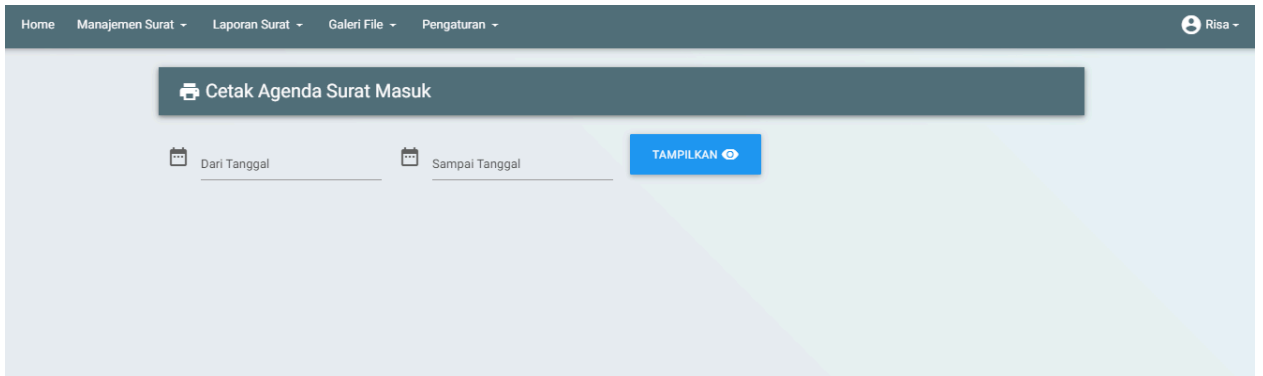 Home Manajemen Surat Laporan Surat Galeri File Pengaturan Risa
Cetak Agenda Surat Masuk
Dari Tanggal Sampai Tanggal TAMPILKAN